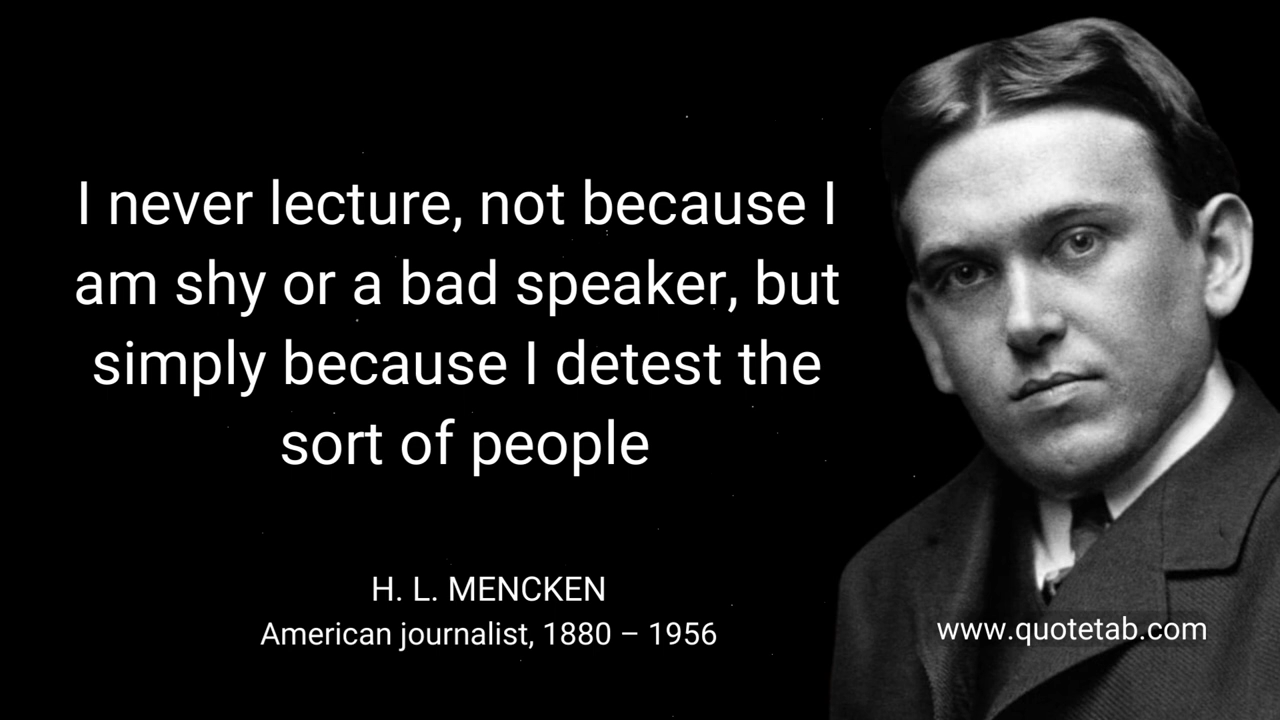 I never lecture, not because I
am shy or a bad speaker, but
simply because I detest the
sort of people
H. L. MENCKEN
American journalist, 1880 – 1956
www.quotetab.com